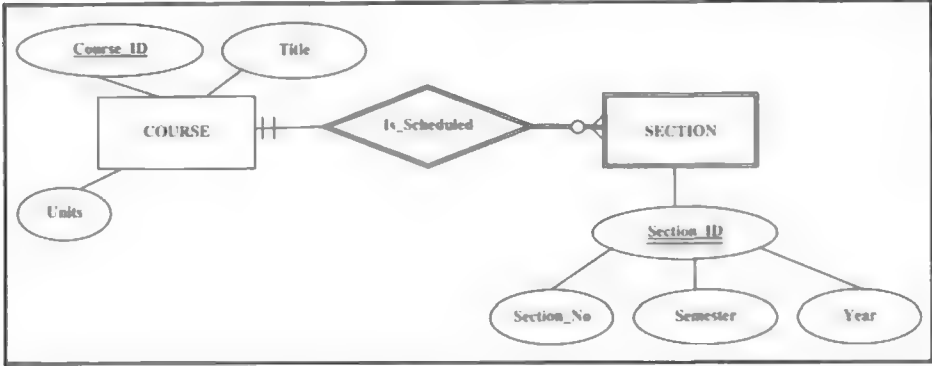 Course_ID
Title
COURSE
Is_Scheduled
SECTION
Units
Section_ID
Section_No
Semester
Year